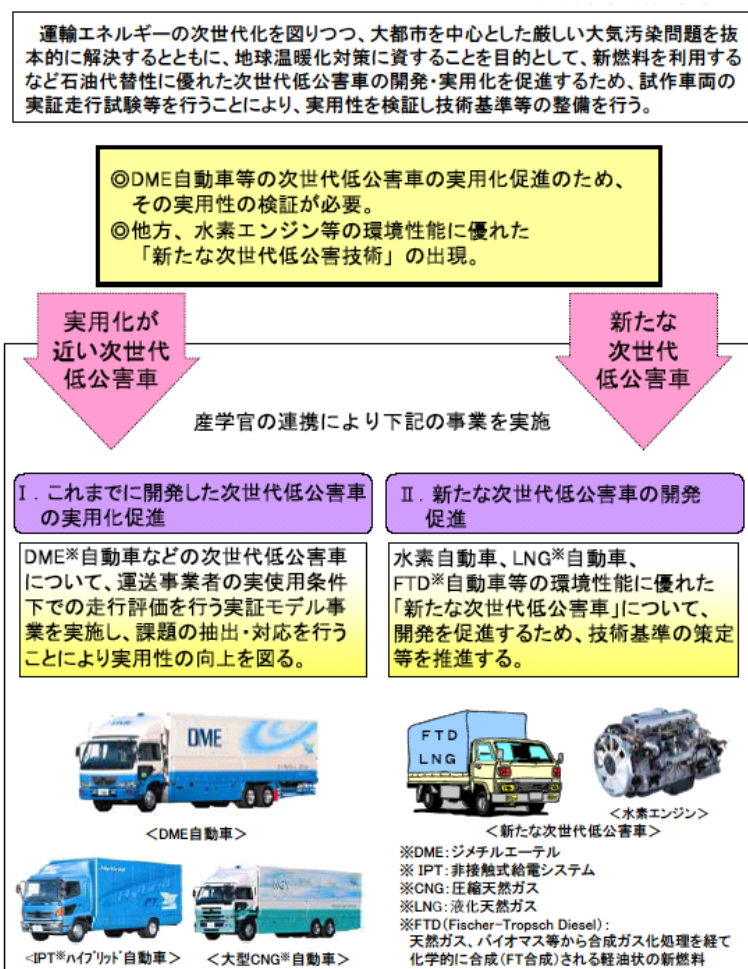 運輸エネルギーの次世代化を図りつつ、大都市を中心とした厳しい大気汚染問題を抜
本的に解決するとともに、地球温暖化対策に資することを目的として、新燃料を利用する
など石油代替性に優れた次世代低公害車の開発・実用化を促進するため、試作車両の
実証走行試験等を行うことにより、実用性を検証し技術基準等の整備を行う。
◎DME自動車等の次世代低公害車の実用化促進のため、
その実用性の検証が必要。
◎他方、水素エンジン等の環境性能に優れた
「新たな次世代低公害技術」の出現。
実用化が
近い次世代
低公害車
新たな
次世代
低公害車
産学官の連携により下記の事業を実施
Ⅰ．これまでに開発した次世代低公害車
の実用化促進
DME※自動車などの次世代低公害車
について、運送事業者の実使用条件
下での走行評価を行う実証モデル事
業を実施し、課題の抽出・対応を行う
ことにより実用性の向上を図る。
DME
<DME自動車>
<IPT※ハイブリッド自動車>
<大型CNG※自動車>
Ⅱ．新たな次世代低公害車の開発
促進
水素自動車、LNG※自動車、
FTD※自動車等の環境性能に優れた
「新たな次世代低公害車」について、
開発を促進するため、技術基準の策定
等を推進する。
FTD
LNG
<水素エンジン>
<新たな次世代低公害車>
※DME:ジメチルエーテル
※ IPT:非接触式給電システム
※CNG:圧縮天然ガス
※LNG:液化天然ガス
※FTD(Fischer-Tropsch Diesel):
天然ガス、バイオマス等から合成ガス化処理を経て
化学的に合成(FT合成)される軽油状の新燃料